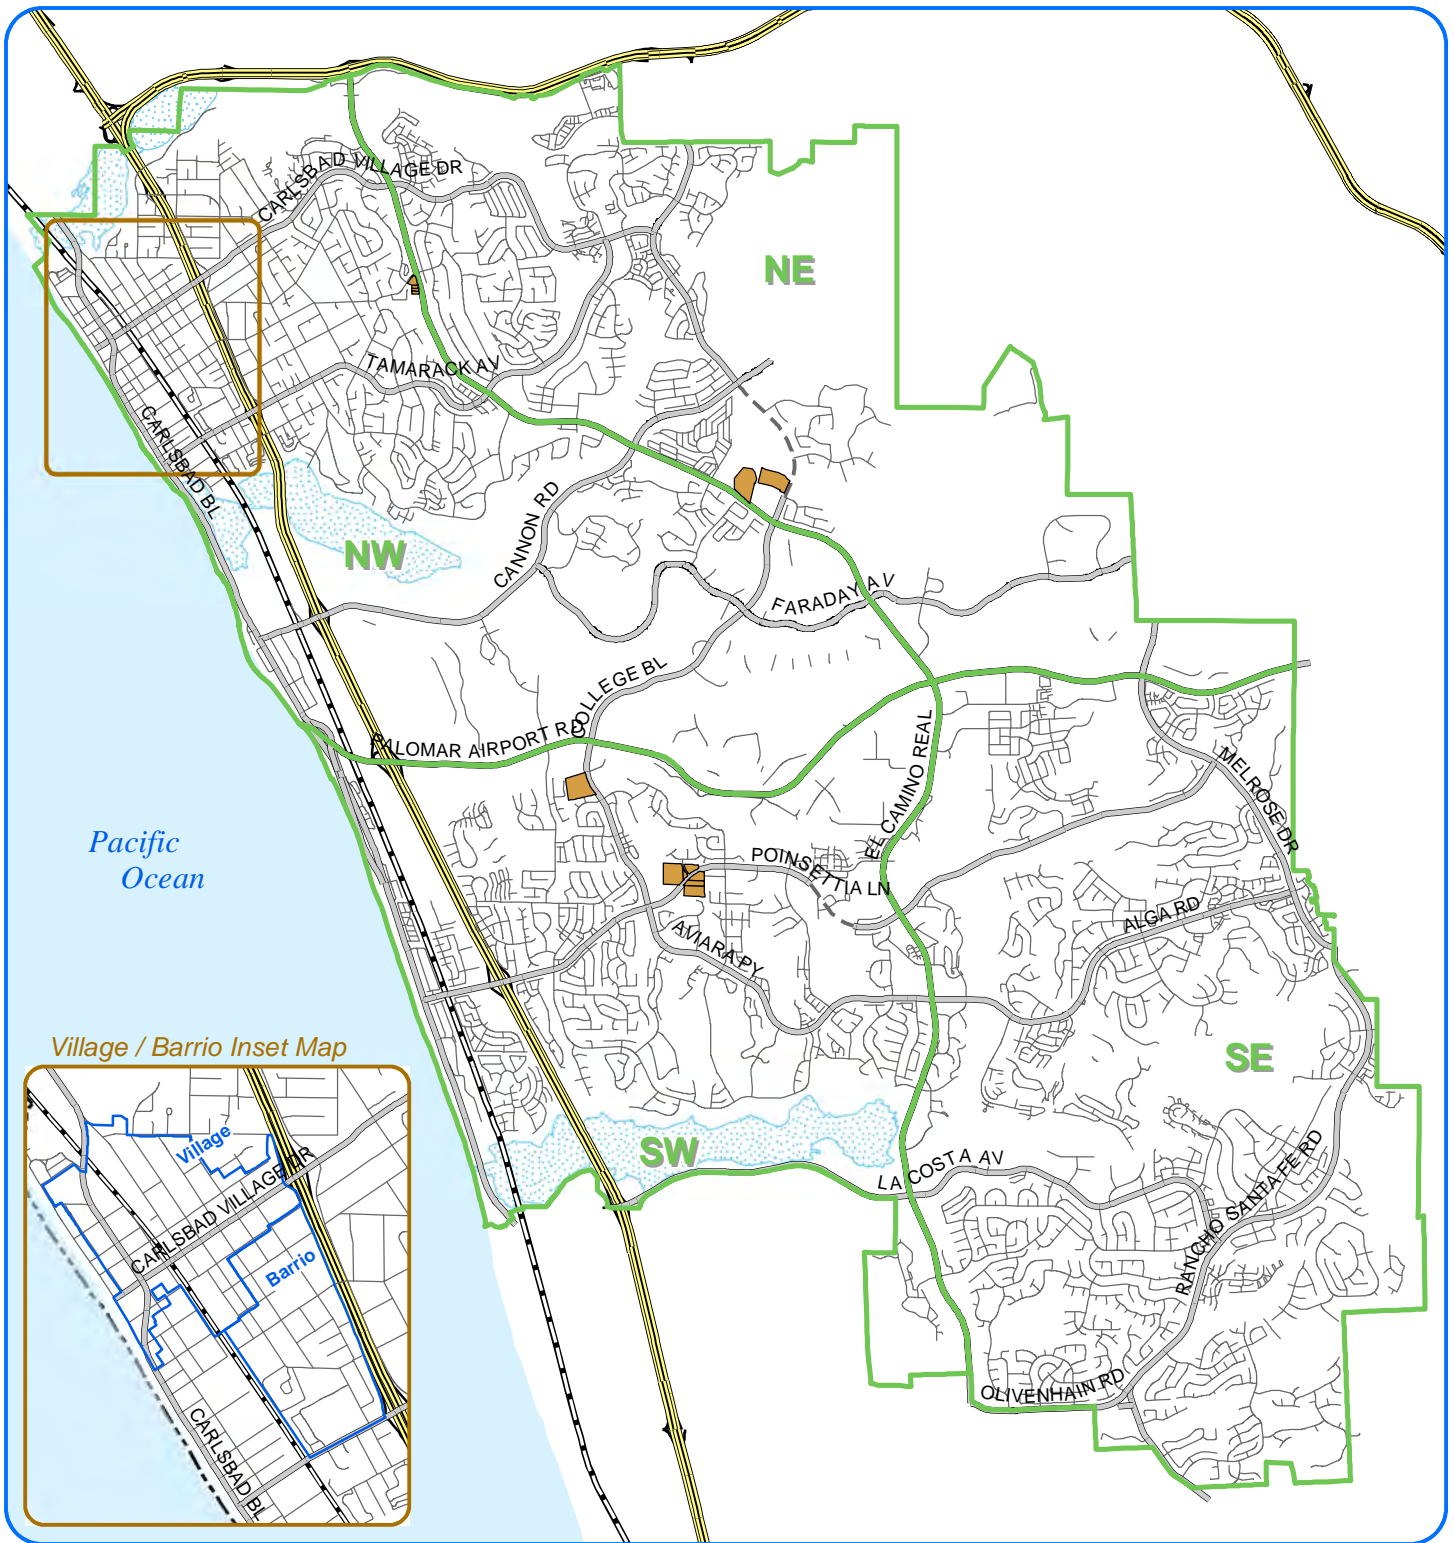 CARLSBAD VILLAGE DR
NE
TAMARACK AV
CARLSBAD BL
CANNON RD
NW
FARADAY AV
COLLEGE BL
PALOMAR AIRPORT RD
EL CAMINO REAL
MELROSE DR
Pacific
Ocean
POINSETTIA LN
ALGA RD
AVIARA PY
Village / Barrio Inset Map
SE
SW
LA COSTA AV
RANCHO SANTA FE RD
OLIVENHAIN RD
Village
CARLSBAD VILLAGE DR
Barrio
CARLSBAD BL